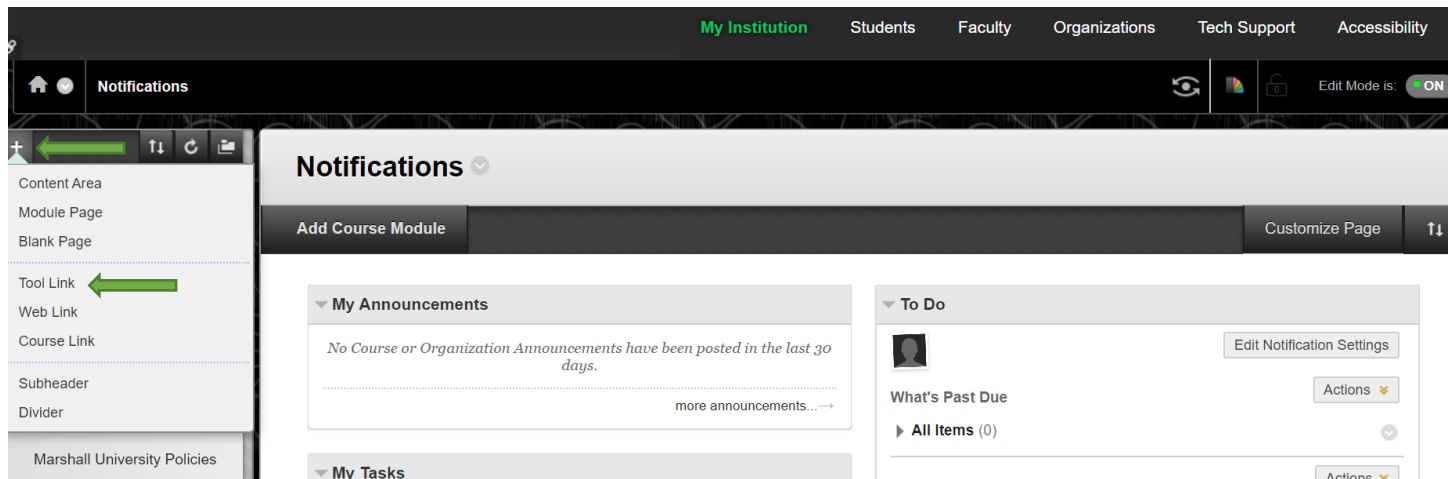 My Institution Students Faculty Organizations Tech Support Accessibility
Notifications
Edit Mode is: ON
Content Area
Module Page
Blank Page
Tool Link
Web Link
Course Link
Subheader
Divider
Marshall University Policies
Notifications
Add Course Module
Customize Page
My Announcements
No Course or Organization Announcements have been posted in the last 30
days.
more announcements...
My Tasks
To Do
Edit Notification Settings
Actions
What's Past Due
All Items (0)
Actions